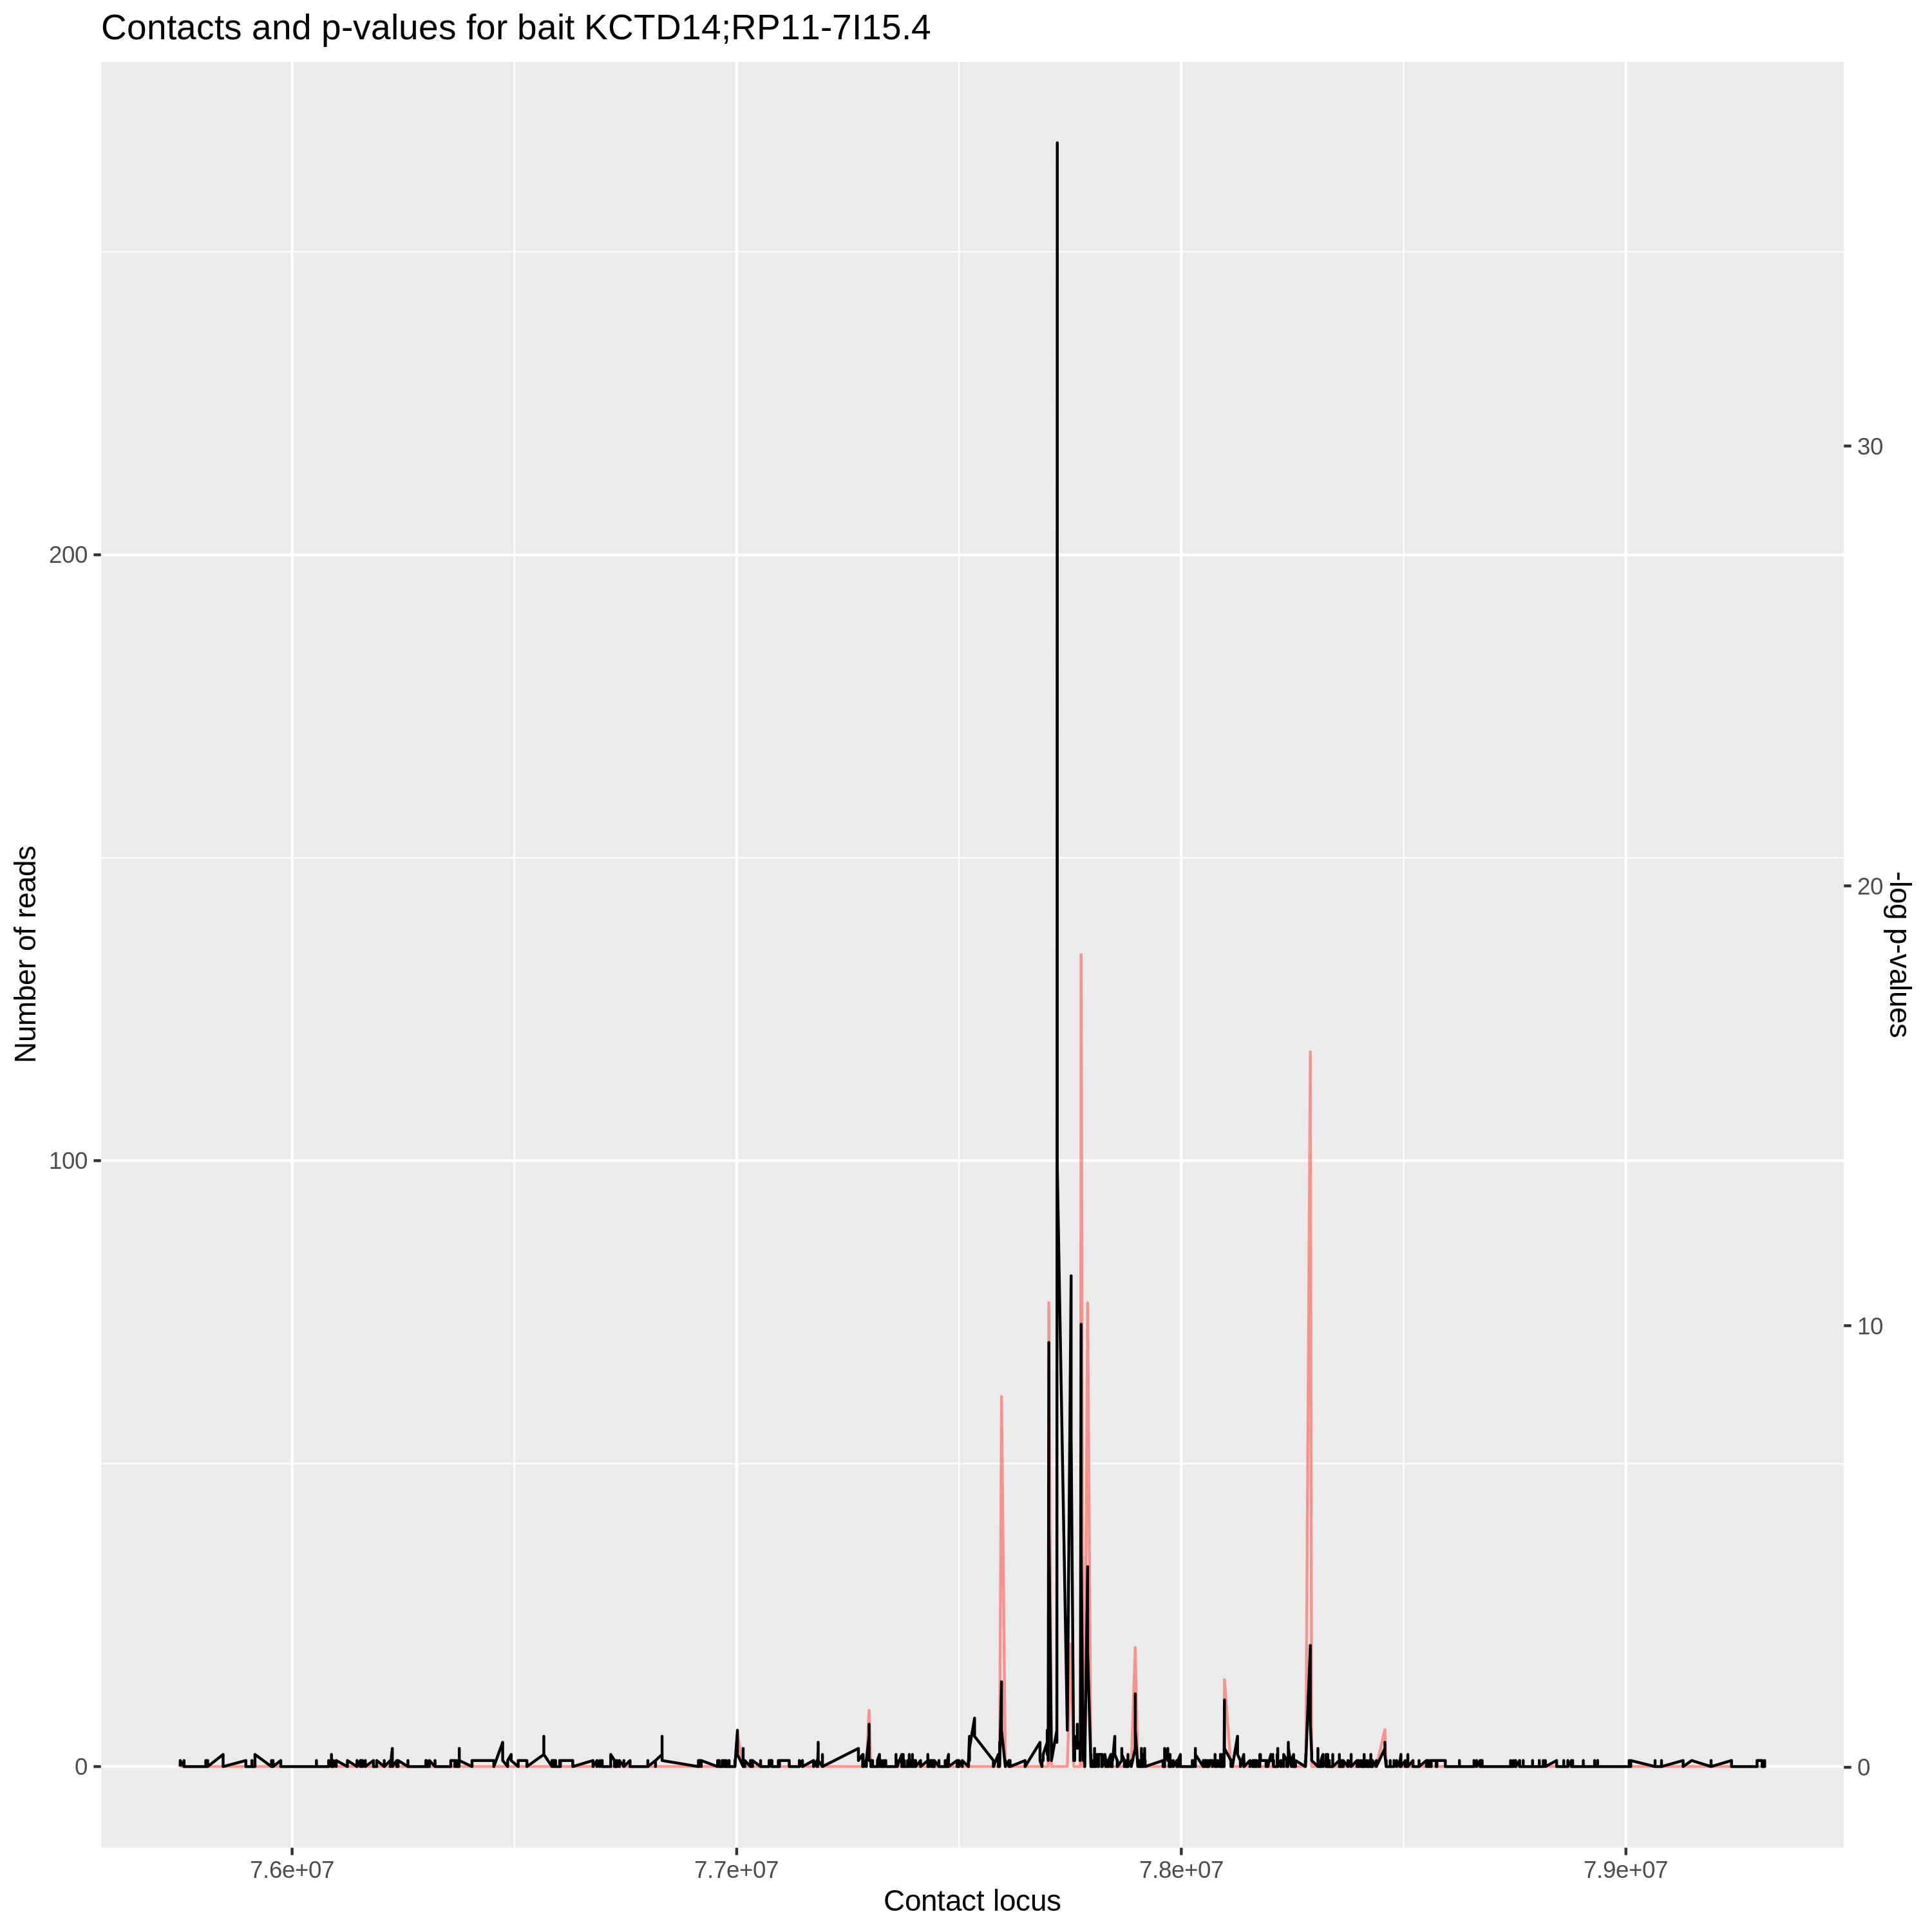 Contacts and p-values for bait KCTD14;RP11-7I15.4
Number of reads
200
100
0
30
20
10
0
-log p-values
7.6e+07
7.7e+07
7.8e+07
7.9e+07
Contact locus